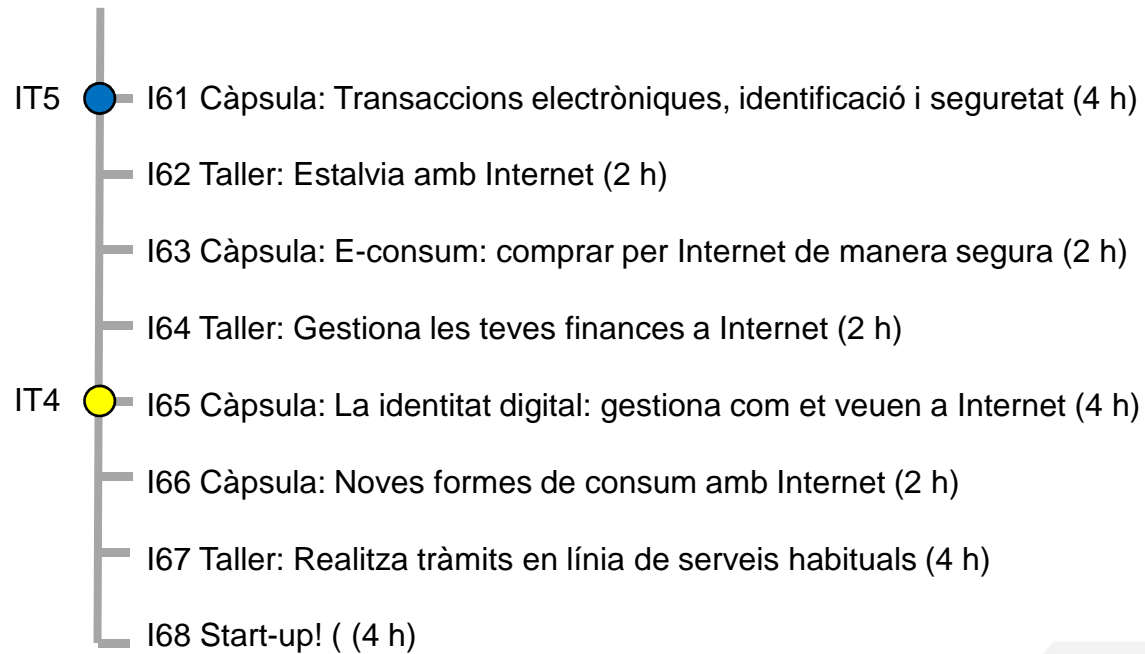 IT5 I61 Càpsula: Transaccions electròniques, identificació i seguretat (4 h)
I62 Taller: Estalvia amb Internet (2 h)
I63 Càpsula: E-consum: comprar per Internet de manera segura (2 h)
I64 Taller: Gestiona les teves finances a Internet (2 h)
IT4 I65 Càpsula: La identitat digital: gestiona com et veuen a Internet (4 h)
I66 Càpsula: Noves formes de consum amb Internet (2 h)
I67 Taller: Realitza tràmits en línia de serveis habituals (4 h)
I68 Start-up! ( (4 h)